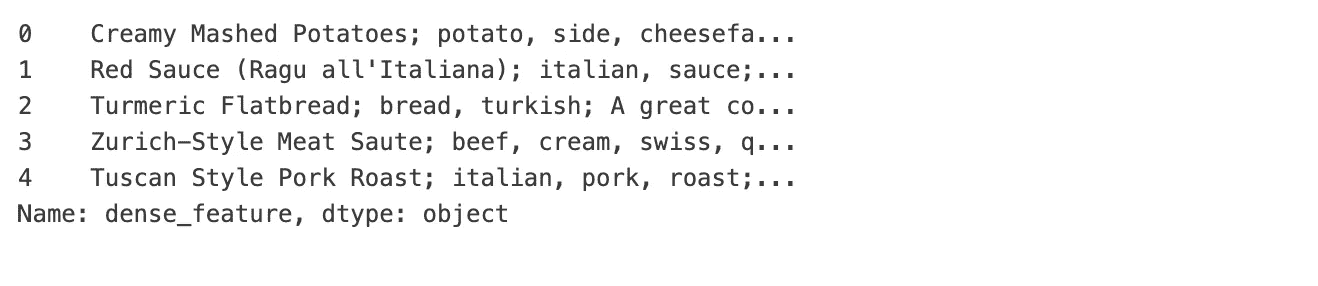 0    Creamy Mashed Potatoes; potato, side, cheesefa...
1    Red Sauce (Ragu all'Italiana); italian, sauce;...
2    Turmeric Flatbread; bread, turkish; A great co...
3    Zurich-Style Meat Saute; beef, cream, swiss, q...
4    Tuscan Style Pork Roast; italian, pork, roast;...
Name: dense_feature, dtype: object